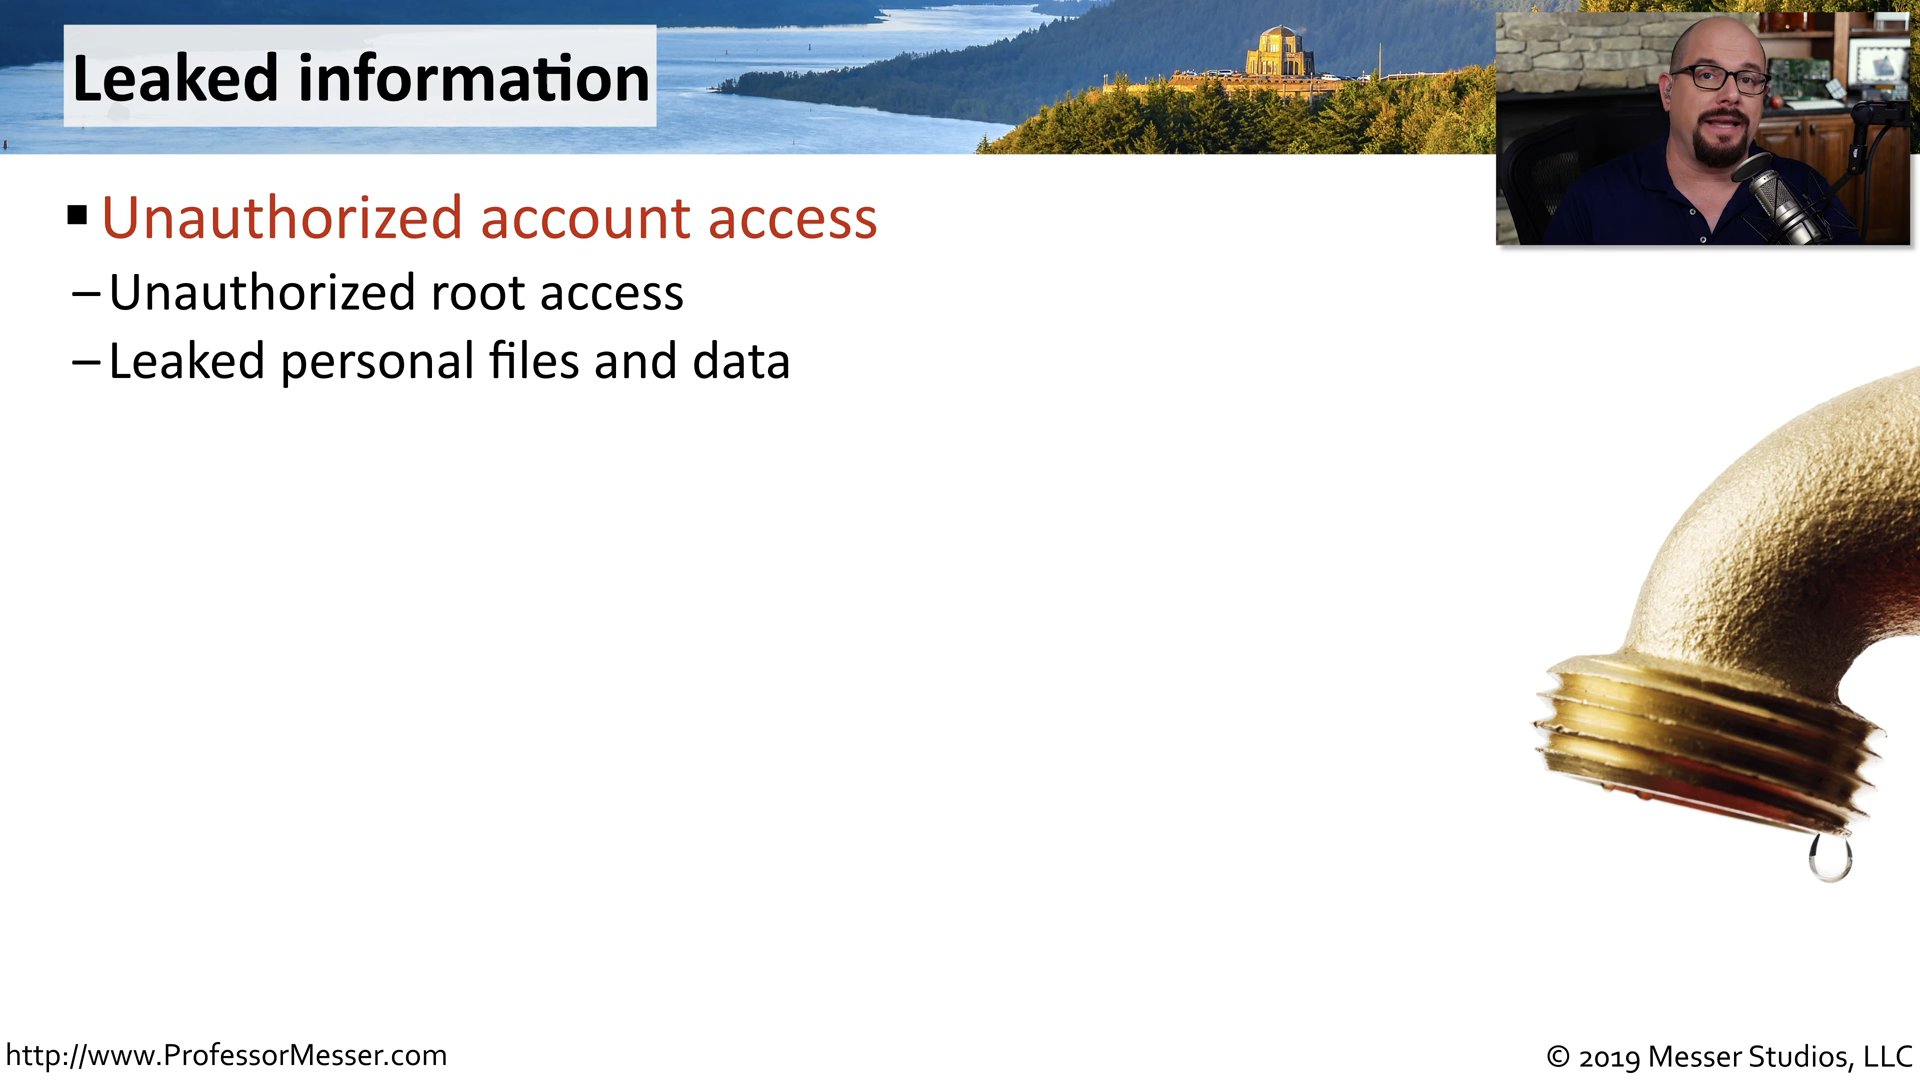 Leaked information
▪ Unauthorized account access
– Unauthorized root access
– Leaked personal files and data
http://www.ProfessorMesser.com
© 2019 Messer Studios, LLC